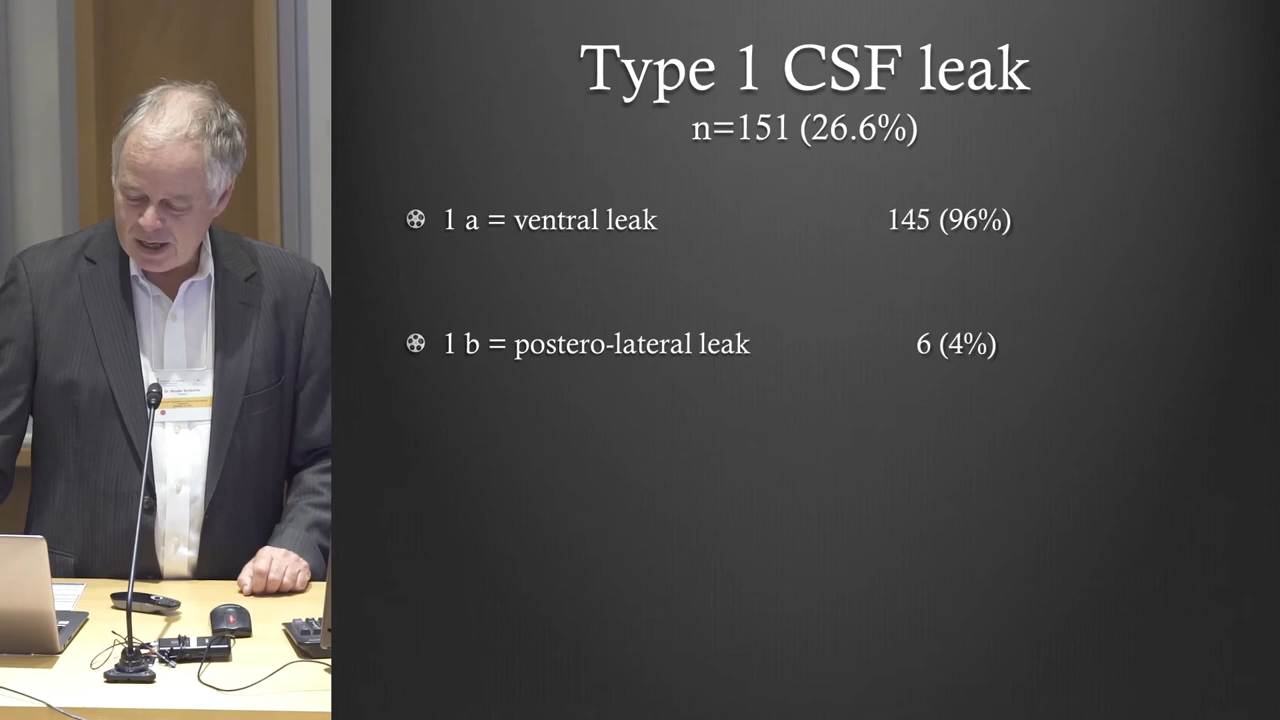 Type 1 CSF leak
n=151 (26.6%)
1 a = ventral leak 145 (96%)
1 b = postero-lateral leak 6 (4%)